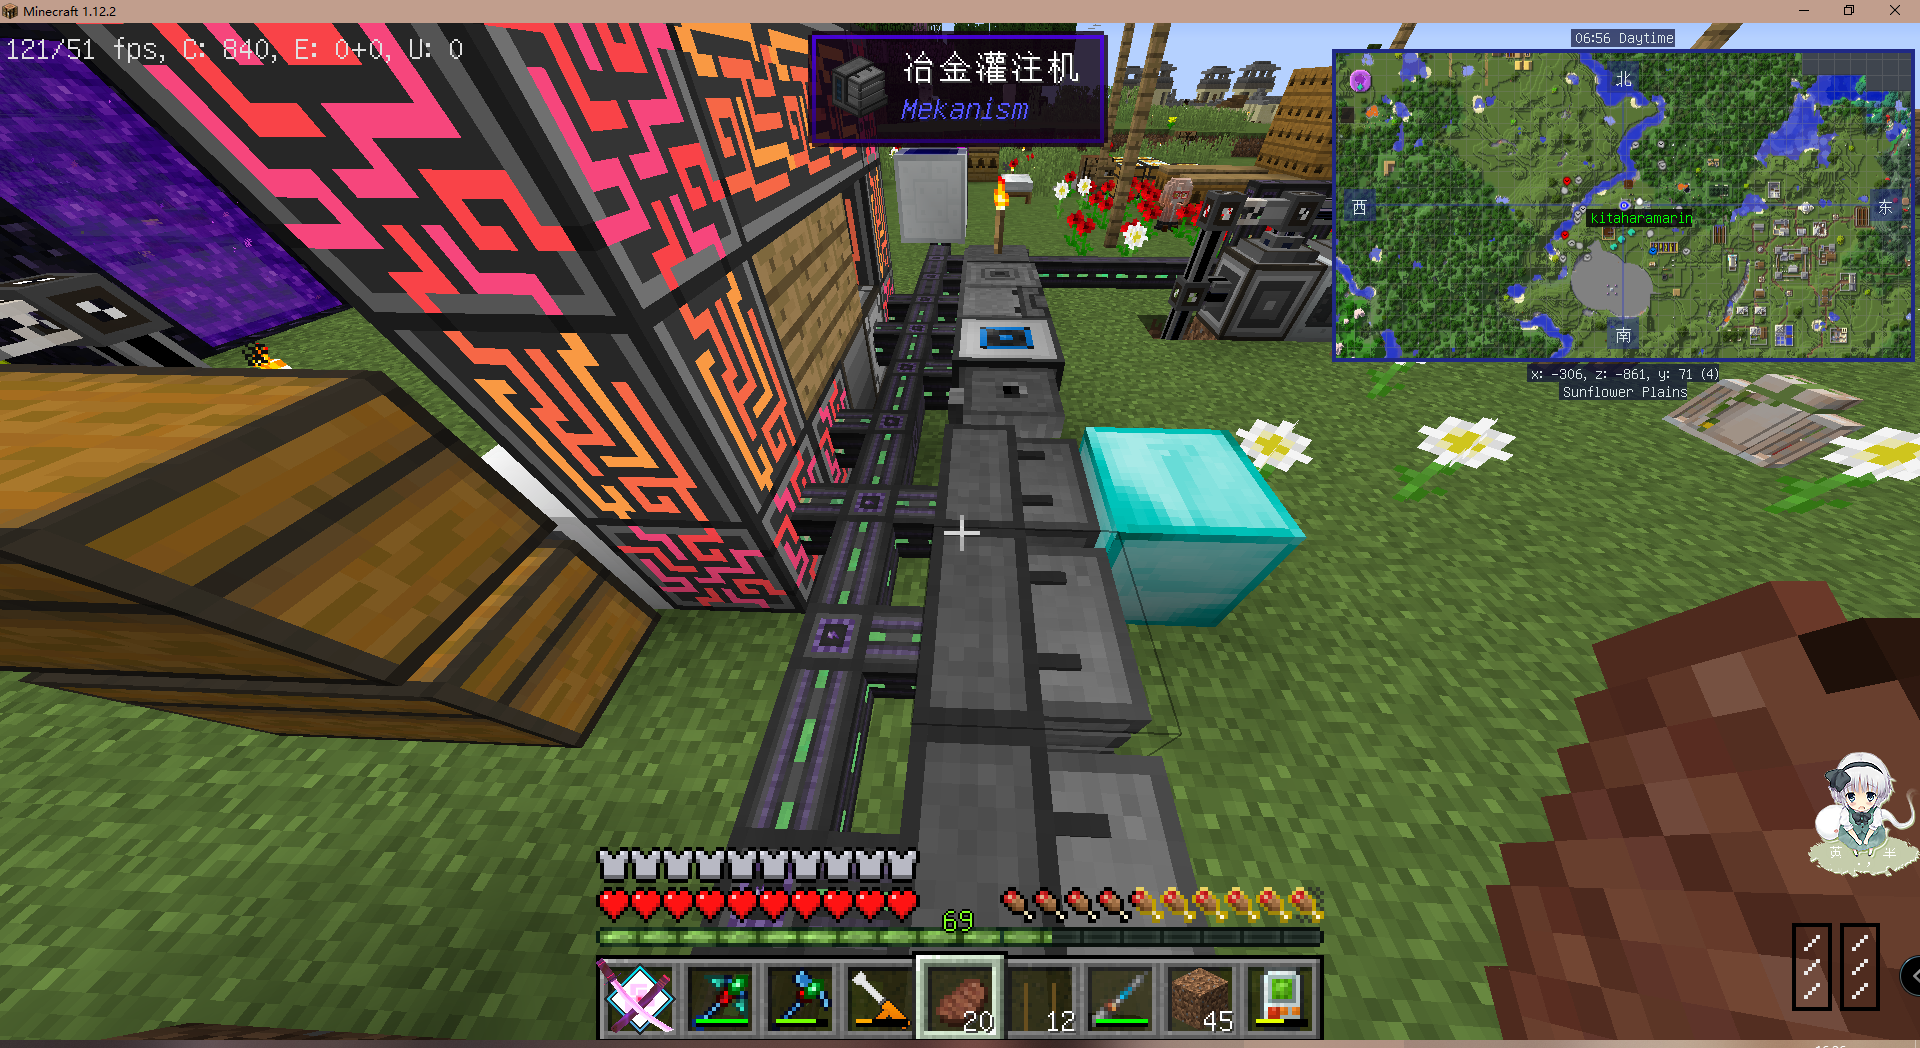 Minecraft 1.12.2
121/51 fps, C: 840, E: 0+0, U: 0
冶金灌注机
Mekanism
06:56 Daytime
北
西
东
kitaharamarin
南
x: -306, z: -861, y: 71 (4)
Sunflower Plains
69
20
12
45